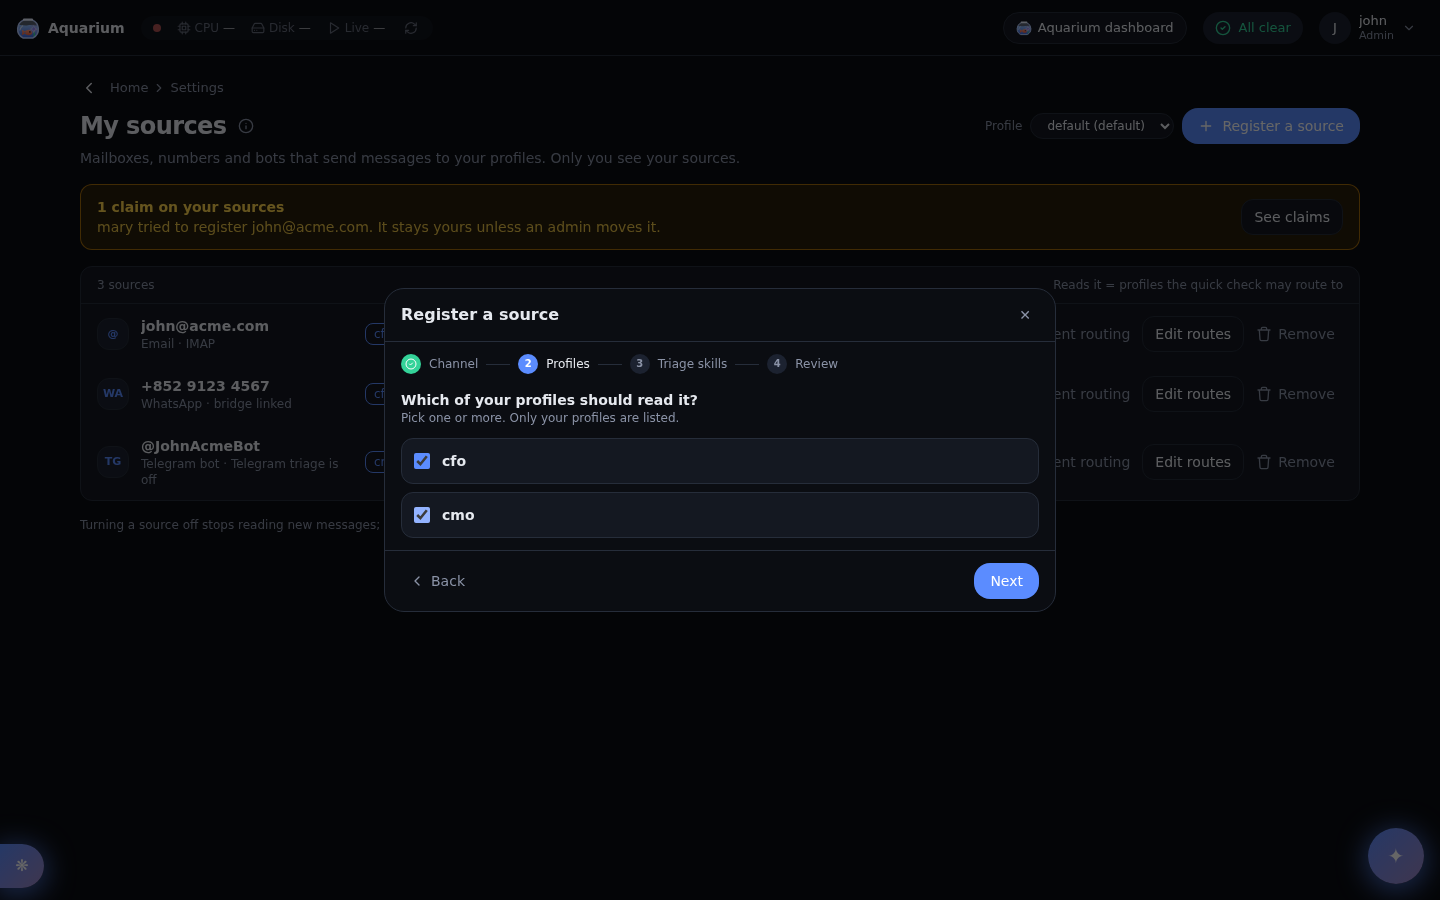 Aquarium
CPU —
Disk —
Live —
Aquarium dashboard
All clear
J
john
Admin
Home
Settings
My sources
Profile
default (default)
Register a source
Mailboxes, numbers and bots that send messages to your profiles. Only you see your sources.
1 claim on your sources
mary tried to register john@acme.com. It stays yours unless an admin moves it.
See claims
3 sources
Reads it = profiles the quick check may route to
@
john@acme.com
Email · IMAP
routing
Edit routes
Remove
WA
+852 9123 4567
WhatsApp · bridge linked
routing
Edit routes
Remove
TG
@JohnAcmeBot
Telegram bot · Telegram triage is
off
routing
Edit routes
Remove
Turning a source off stops reading new messages;
Register a source
×
Channel
2 Profiles
3 Triage skills
4 Review
Which of your profiles should read it?
Pick one or more. Only your profiles are listed.
cfo
cmo
Back
Next